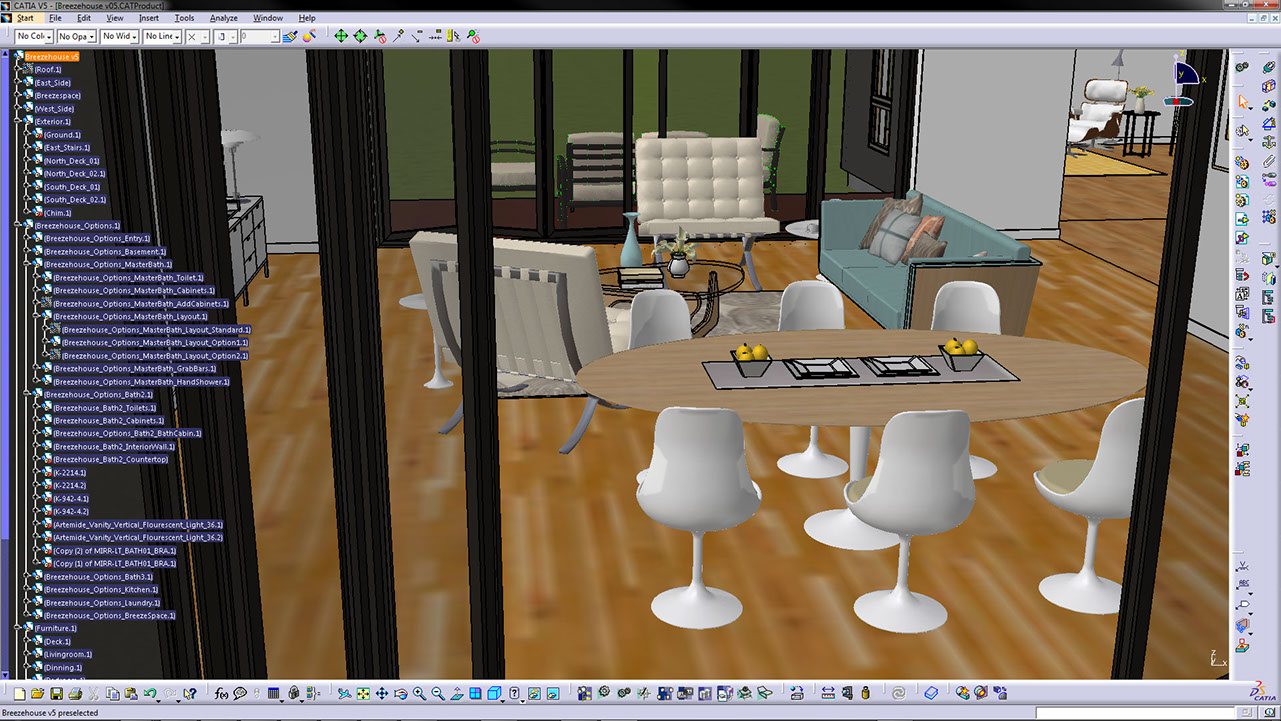 CATIA V5 - [Breezehouse v05.CATProduct]
Start File Edit View Insert Tools Analyze Window Help
No Col No Opa No Wid No Line 0
Breezehouse v5
(Roof.1)
(East_Side)
(Breezespace)
(West_Side)
(Exterior.1)
(Ground.1)
(East_Stairs.1)
(North_Deck_01)
(North_Deck_02.1)
(South_Deck_01)
(South_Deck_02.1)
(Chim.1)
(Breezehouse_Options.1)
(Breezehouse_Options_Entry.1)
(Breezehouse_Options_Basement.1)
(Breezehouse_Options_MasterBath.1)
(Breezehouse_Options_MasterBath_Toilet.1)
(Breezehouse_Options_MasterBath_Cabinets.1)
(Breezehouse_Options_MasterBath_AddCabinets.1)
(Breezehouse_Options_MasterBath_Layout.1)
(Breezehouse_Options_MasterBath_Layout_Standard.1)
(Breezehouse_Options_MasterBath_Layout_Option1.1)
(Breezehouse_Options_MasterBath_Layout_Option2.1)
(Breezehouse_Options_MasterBath_GrabBars.1)
(Breezehouse_Options_MasterBath_HandShower.1)
(Breezehouse_Options_Bath2.1)
(Breezehouse_Bath2_Toilets.1)
(Breezehouse_Bath2_Cabinets.1)
(Breezehouse_Options_Bath2_BathCabin.1)
(Breezehouse_Bath2_InteriorWall.1)
(Breezehouse_Bath2_Countertop)
(K-2214.1)
(K-2214.2)
(K-942-4.1)
(K-942-4.2)
(Artemide_Vanity_Vertical_Flourescent_Light_36.1)
(Artemide_Vanity_Vertical_Flourescent_Light_36.2)
(Copy (2) of MIRR-LT_BATH01_BRA.1)
(Copy (1) of MIRR-LT_BATH01_BRA.1)
(Breezehouse_Options_Bath3.1)
(Breezehouse_Options_Kitchen.1)
(Breezehouse_Options_Laundry.1)
(Breezehouse_Options_BreezeSpace.1)
(Furniture.1)
(Deck.1)
(Livingroom.1)
(Dinning.1)
y x
z
y x
f(x)
CATIA
Breezehouse v5 preselected